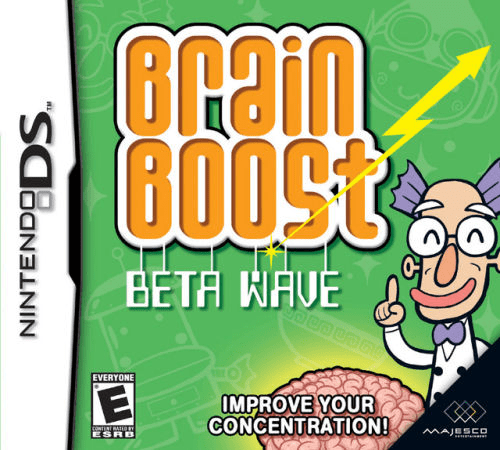 NINTENDO DS™
Brain
Boost
BETA WAVE
EVERYONE
E
CONTENT RATED BY
ESRB
IMPROVE YOUR
CONCENTRATION!
MAJESCO
ENTERTAINMENT